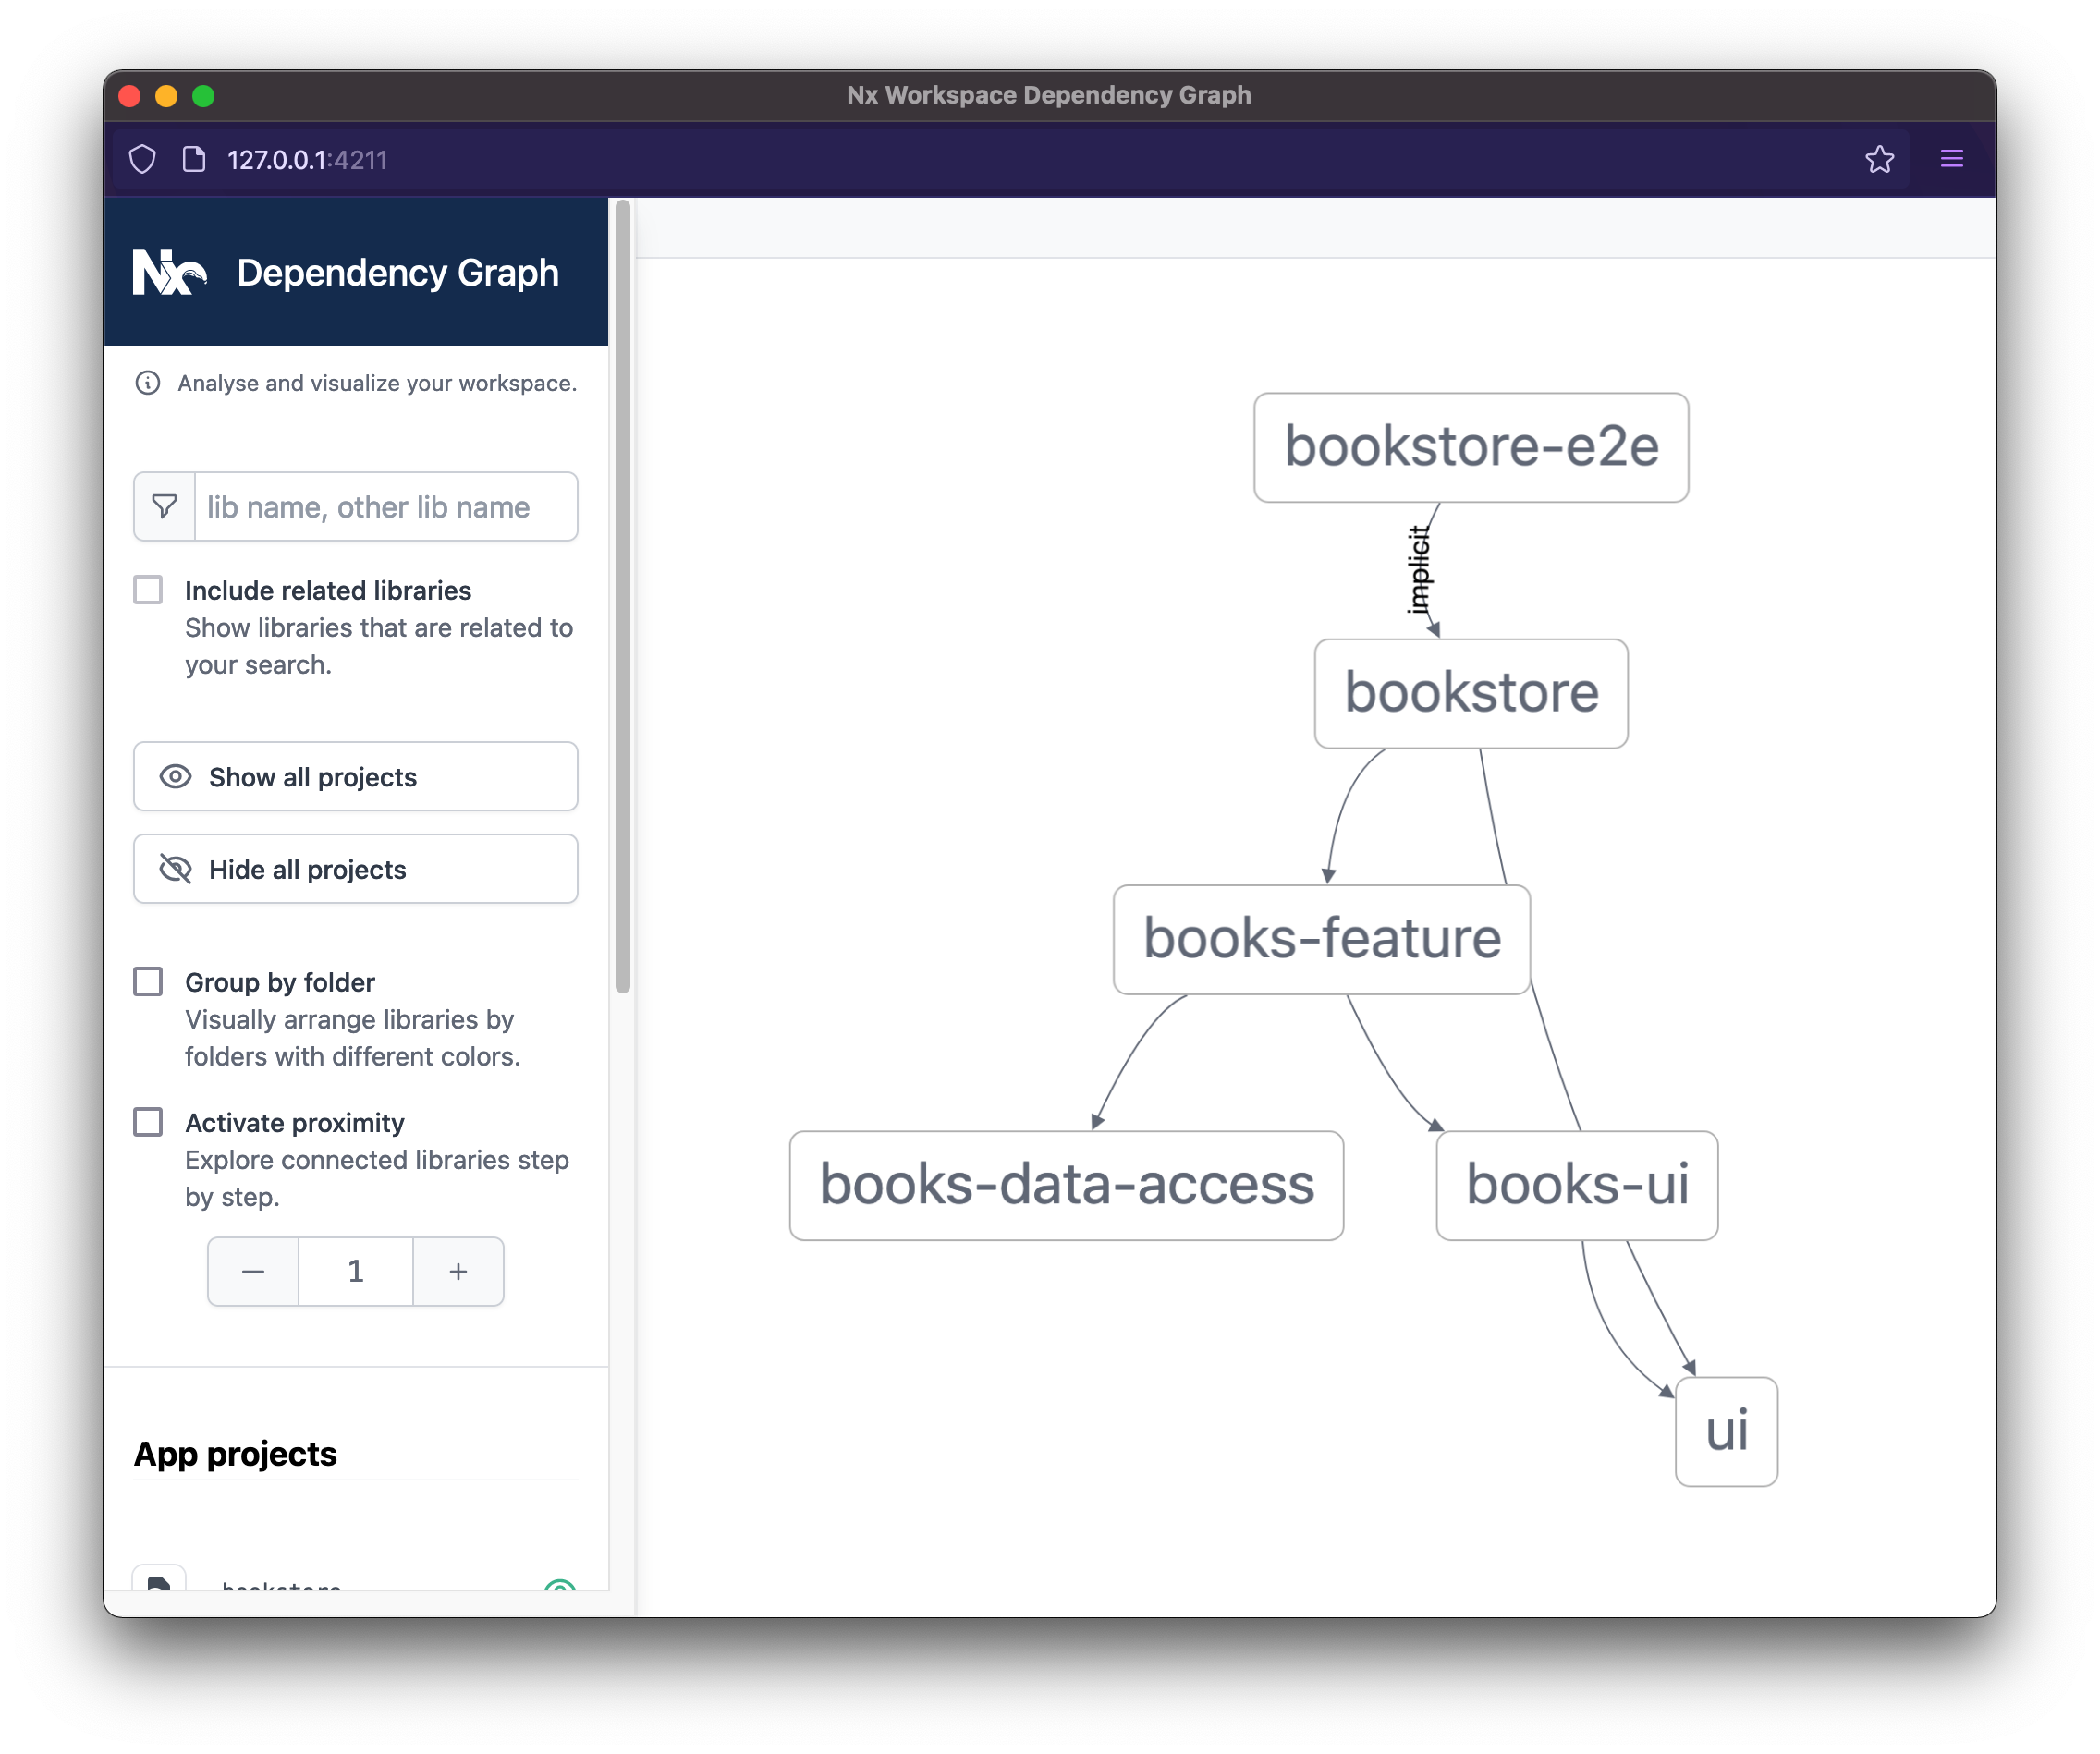 Nx Workspace Dependency Graph
127.0.0.1:4211
Nx Dependency Graph
Analyse and visualize your workspace.
lib name, other lib name
Include related libraries
Show libraries that are related to
your search.
Show all projects
Hide all projects
Group by folder
Visually arrange libraries by
folders with different colors.
Activate proximity
Explore connected libraries step
by step.
1
App projects
bookstore
bookstore-e2e
implicit
bookstore
books-feature
books-data-access
books-ui
ui